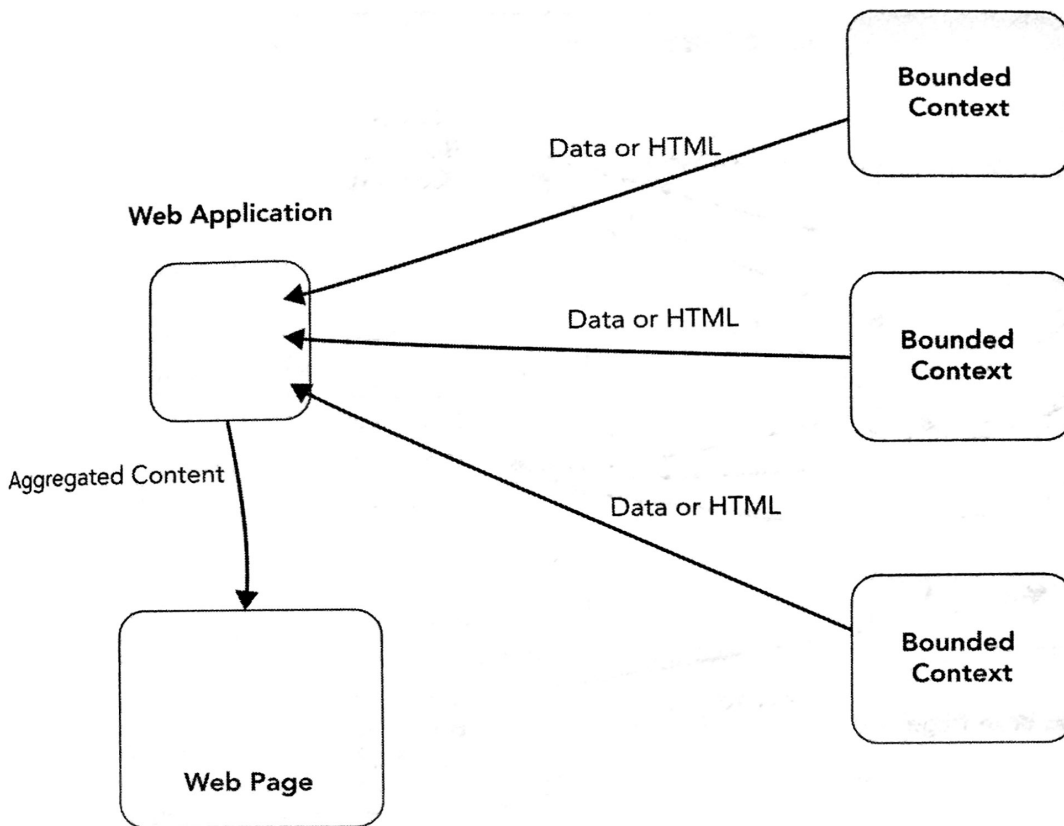 Bounded
Context
Data or HTML
Web Application
Data or HTML
Bounded
Context
Aggregated Content
Data or HTML
Bounded
Context
Web Page